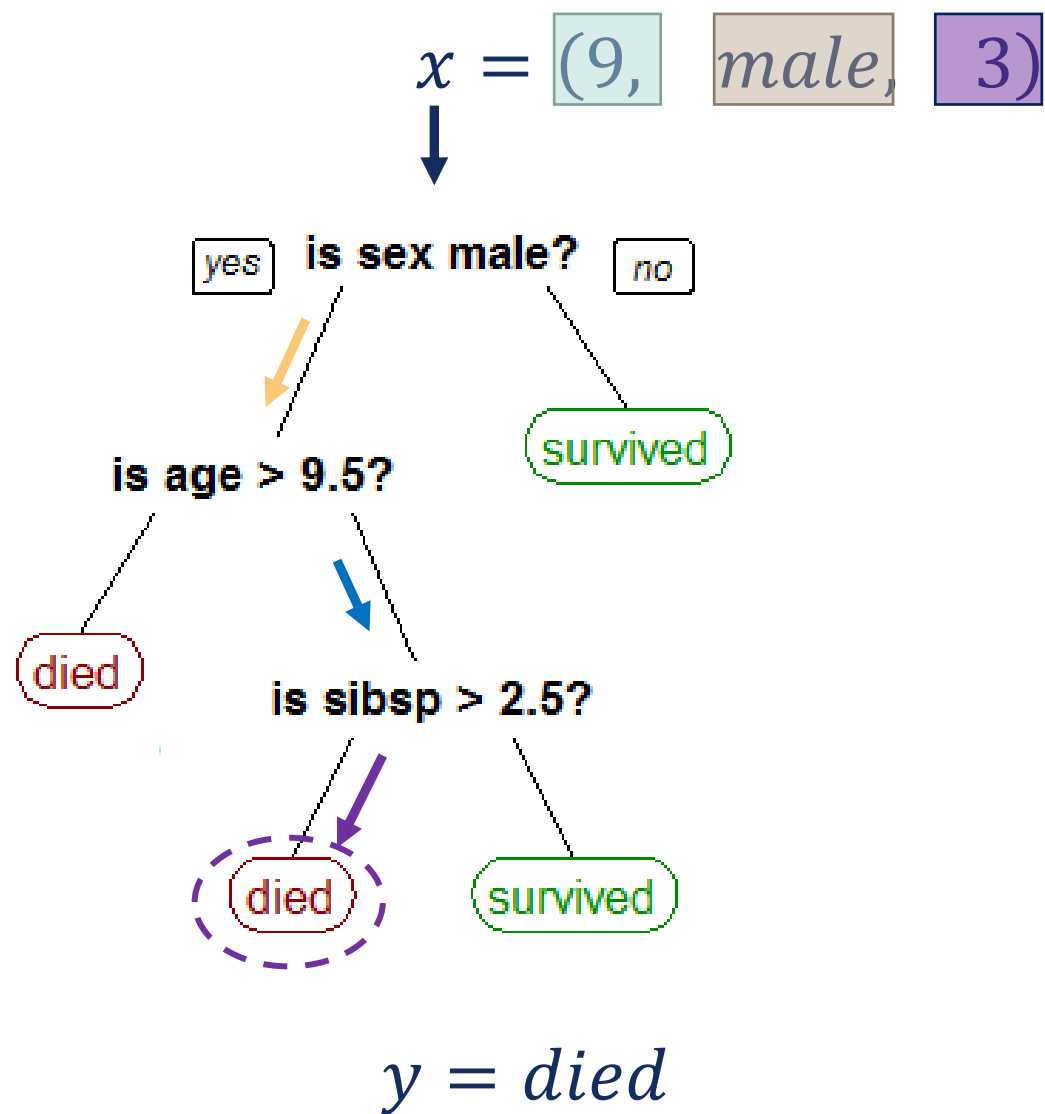 x = (9, male, 3)
yes is sex male? no
survived
is age > 9.5?
died
is sibsp > 2.5?
died survived
y = died